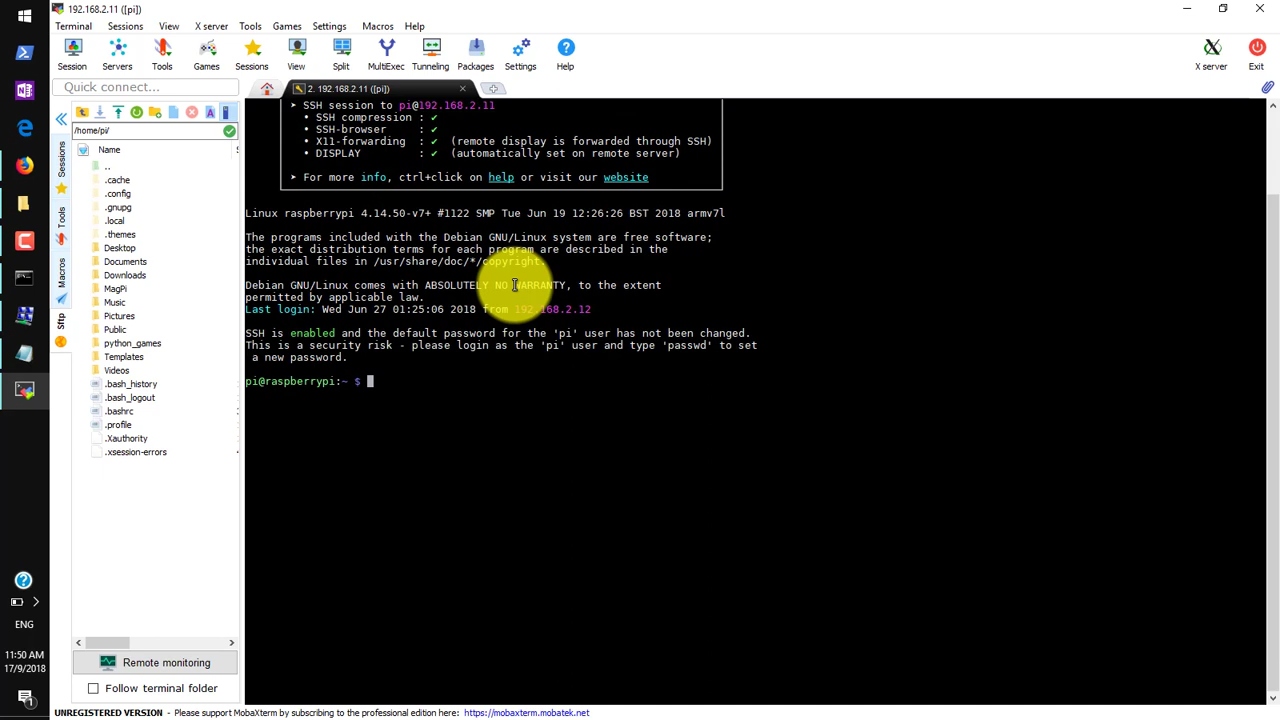 192.168.2.11 ([pi])
Terminal Sessions View X server Tools Games Settings Macros Help
Session Servers Tools Games Sessions View Split MultiExec Tunneling Packages Settings Help X server Exit
Quick connect...
2. 192.168.2.11 ([pi])
/home/pi/
Name
..
.cache
.config
.gnupg
.local
.themes
Desktop
Documents
Downloads
MagPi
Music
Pictures
Public
python_games
Templates
Videos
.bash_history
.bash_logout
.bashrc
.profile
.Xauthority
.xsession-errors
Sessions
Tools
Macros
Sftp
➤ SSH session to pi@192.168.2.11
• SSH compression : ✔
• SSH-browser : ✔
• X11-forwarding : ✔ (remote display is forwarded through SSH)
• DISPLAY : ✔ (automatically set on remote server)
➤ For more info, ctrl+click on help or visit our website
Linux raspberrypi 4.14.50-v7+ #1122 SMP Tue Jun 19 12:26:26 BST 2018 armv7l
The programs included with the Debian GNU/Linux system are free software;
the exact distribution terms for each program are described in the
individual files in /usr/share/doc/*/copyright.
Debian GNU/Linux comes with ABSOLUTELY NO WARRANTY, to the extent
permitted by applicable law.
Last login: Wed Jun 27 01:25:06 2018 from 192.168.2.12
SSH is enabled and the default password for the 'pi' user has not been changed.
This is a security risk - please login as the 'pi' user and type 'passwd' to set
a new password.
pi@raspberrypi:~ $
Remote monitoring
Follow terminal folder
ENG
11:50 AM
17/9/2018
UNREGISTERED VERSION - Please support MobaXterm by subscribing to the professional edition here: https://mobaxterm.mobatek.net